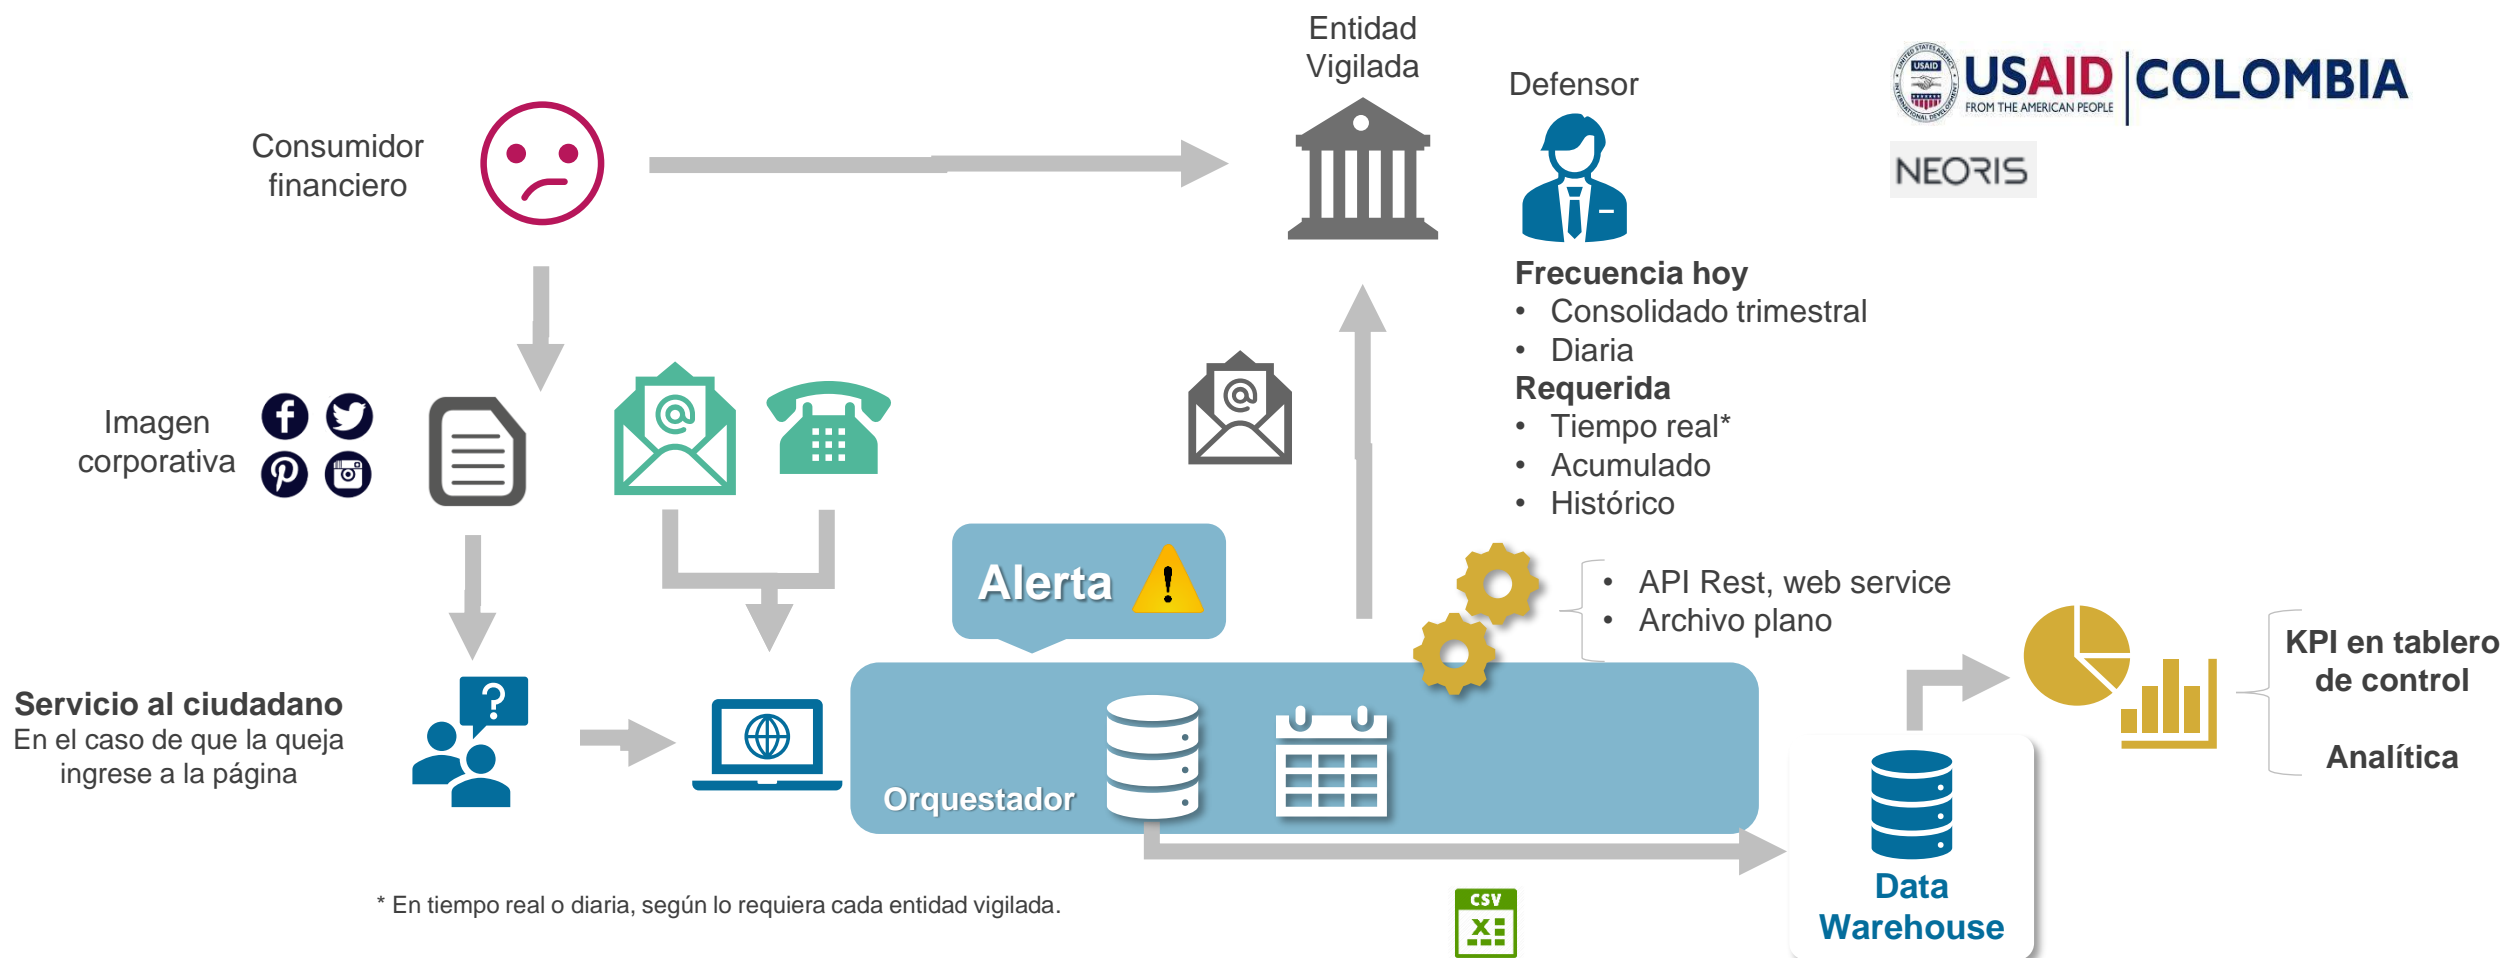 Entidad
Vigilada
Defensor
USAID
USAID
FROM THE AMERICAN PEOPLE
COLOMBIA
NEORIS
Consumidor
financiero
Frecuencia hoy
• Consolidado trimestral
• Diaria
Requerida
• Tiempo real*
• Acumulado
• Histórico
Imagen
corporativa
Alerta
• API Rest, web service
• Archivo plano
KPI en tablero
de control
Analítica
Servicio al ciudadano
En el caso de que la queja
ingrese a la página
?
Orquestador
Data
Warehouse
* En tiempo real o diaria, según lo requiera cada entidad vigilada.
CSV
X